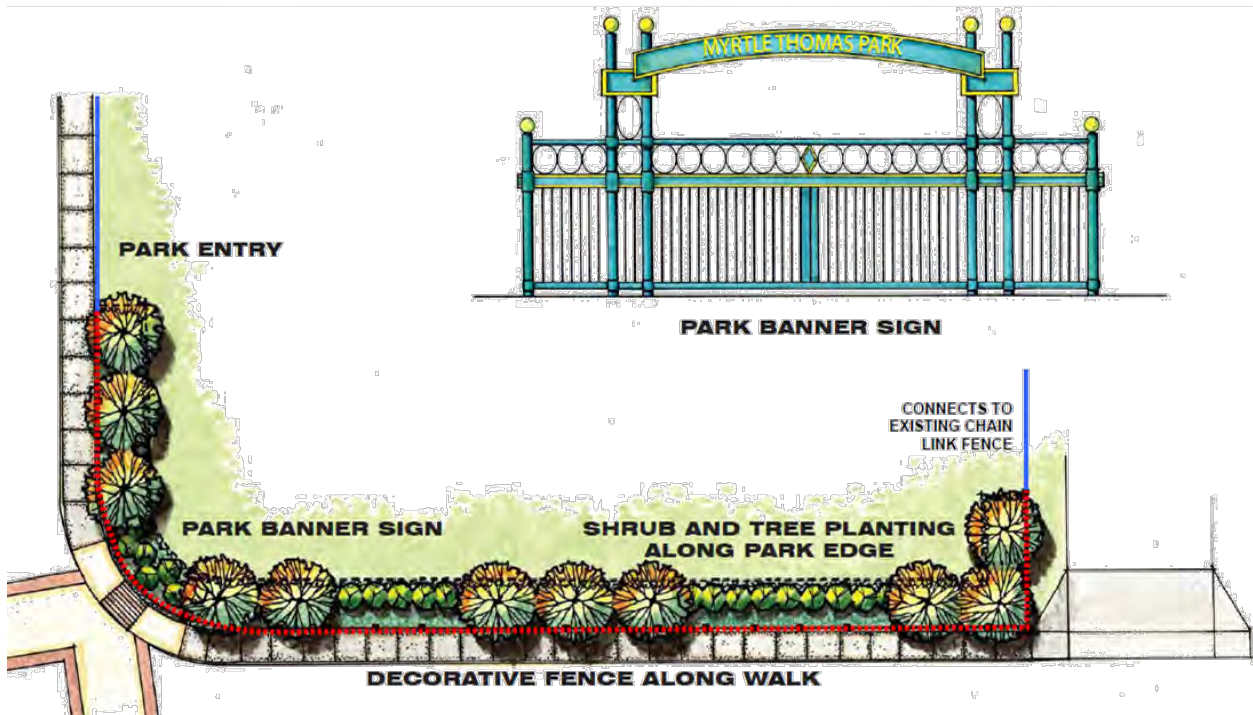 MYRTLE THOMAS PARK
PARK ENTRY
PARK BANNER SIGN
CONNECTS TO
EXISTING CHAIN
LINK FENCE
PARK BANNER SIGN
SHRUB AND TREE PLANTING
ALONG PARK EDGE
DECORATIVE FENCE ALONG WALK